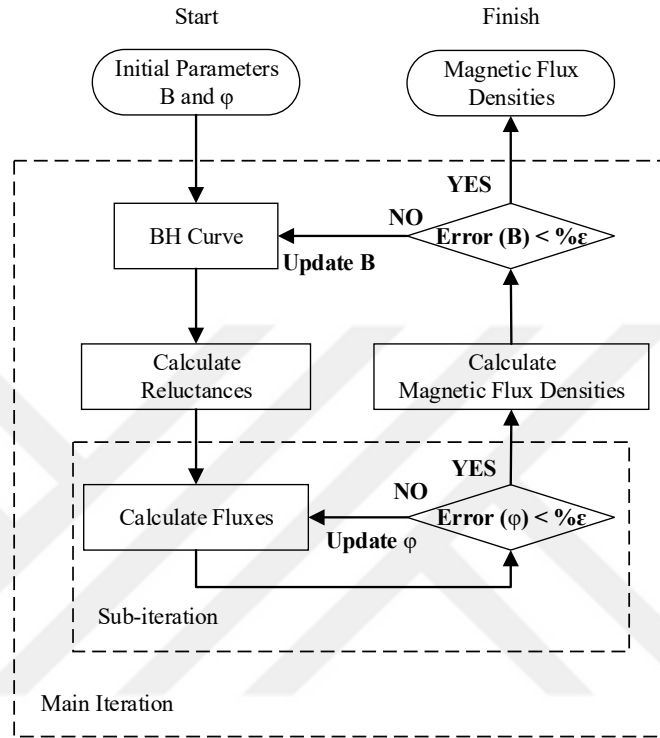 Start
Finish
Initial Parameters
B and φ
Magnetic Flux
Densities
YES
NO
BH Curve
Error (B) < %ε
Update B
Calculate
Reluctances
Calculate
Magnetic Flux Densities
YES
NO
Calculate Fluxes
Error (φ) < %ε
Update φ
Sub-iteration
Main Iteration